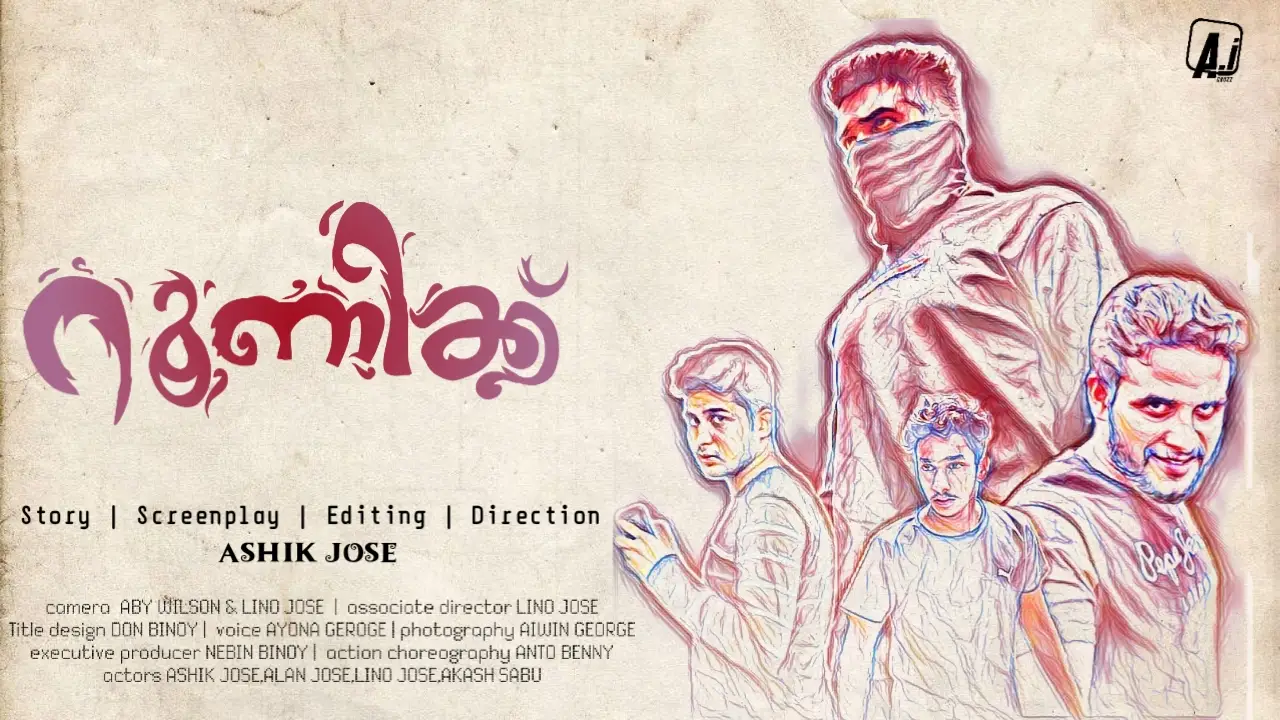 A.j
റൂണീക്ക്
Story | Screenplay | Editing | Direction
ASHIK JOSE
camera ABY WILSON & LINO JOSE | associate director LINO JOSE
Title design DON BINOY | voice AYONA GEROGE | photography AIWIN GEORGE
executive producer NEBIN BINOY | action choreography ANTO BENNY
actors ASHIK JOSE,ALAN JOSE,LINO JOSE,AKASH SABU
Pepe